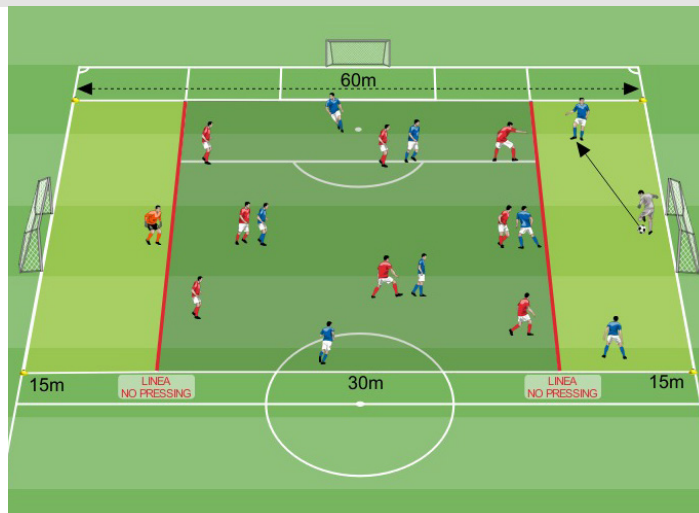 60m
15m
LINEA
NO PRESSING
30m
LINEA
NO PRESSING
15m